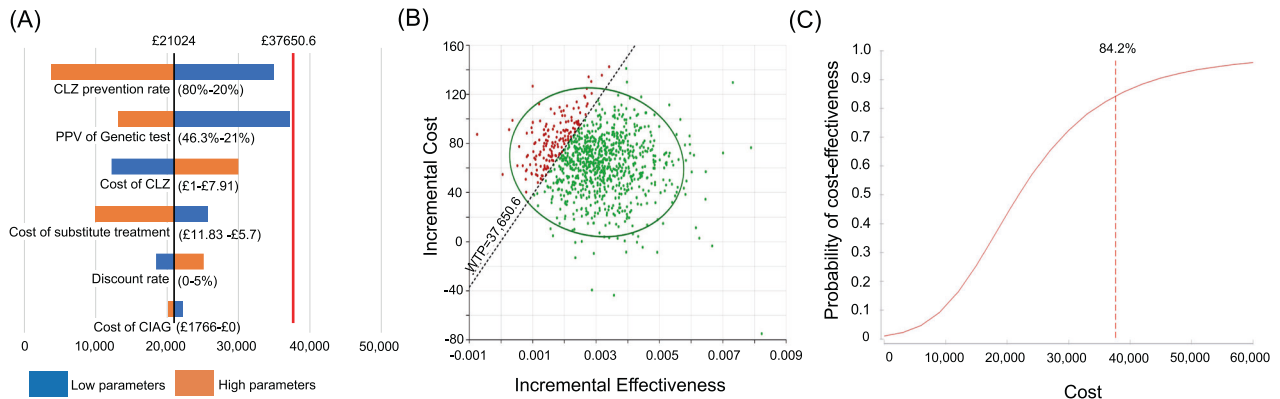 (A)
£21024
£37650.6
CLZ prevention rate (80%-20%)
PPV of Genetic test (46.3%-21%)
Cost of CLZ (£1-£7.91)
Cost of substitute treatment (£11.83 -£5.7)
Discount rate (0-5%)
Cost of CIAG (£1766-£0)
0 10,000 20,000 30,000 40,000 50,000
Low parameters High parameters
(B)
Incremental Cost
160
120
80
40
0
-40
-80
WTP=37,650.6
-0.001 0.001 0.003 0.005 0.007 0.009
Incremental Effectiveness
(C)
84.2%
Probability of cost-effectiveness
1.0
0.9
0.8
0.7
0.6
0.5
0.4
0.3
0.2
0.1
0
10,000 20,000 30,000 40,000 50,000 60,000
Cost